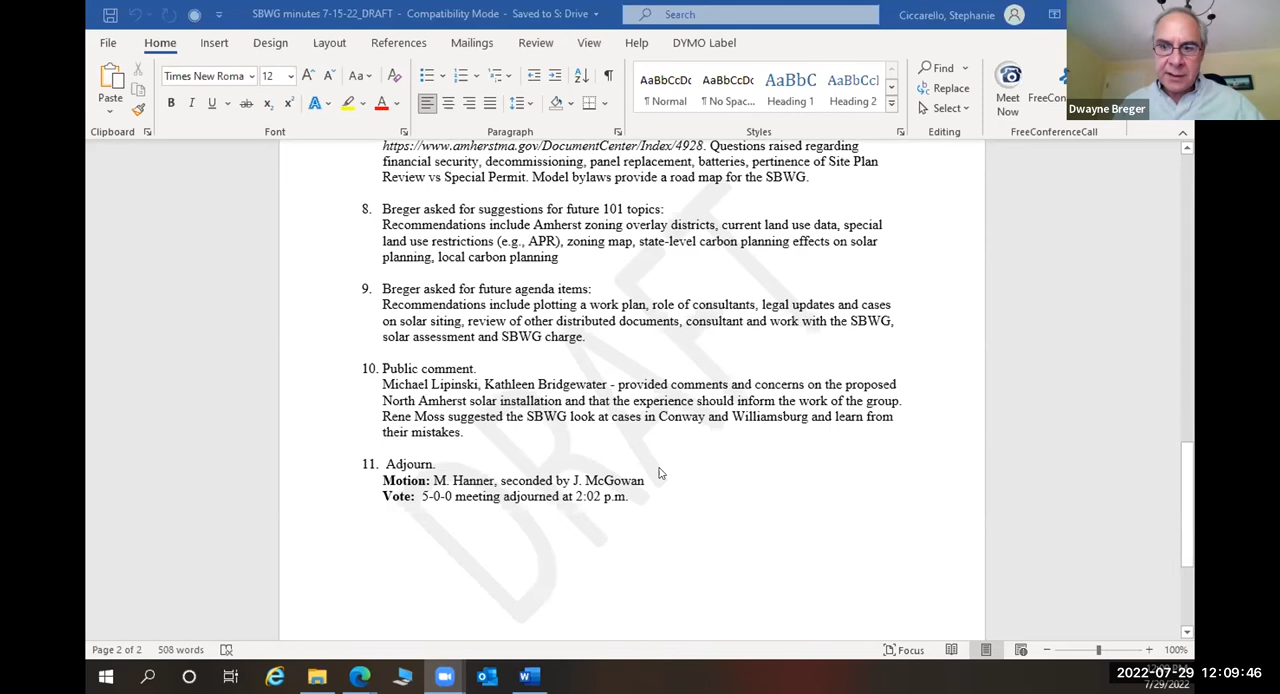 SBWG minutes 7-15-22_DRAFT - Compatibility Mode - Saved to S: Drive
Search
Ciccarello, Stephanie
File Home Insert Design Layout References Mailings Review View Help DYMO Label
Times New Roma 12
Paste
AaBbCcDc AaBbCcDc AaBbC AaBbCcI
¶ Normal ¶ No Spac... Heading 1 Heading 2
Find
Replace
Select
Meet Now
FreeCon
Dwayne Breger
Clipboard Font Paragraph Styles Editing FreeConferenceCall
https://www.amherstma.gov/DocumentCenter/Index/4928. Questions raised regarding
financial security, decommissioning, panel replacement, batteries, pertinence of Site Plan
Review vs Special Permit. Model bylaws provide a road map for the SBWG.
8. Breger asked for suggestions for future 101 topics:
Recommendations include Amherst zoning overlay districts, current land use data, special
land use restrictions (e.g., APR), zoning map, state-level carbon planning effects on solar
planning, local carbon planning
9. Breger asked for future agenda items:
Recommendations include plotting a work plan, role of consultants, legal updates and cases
on solar siting, review of other distributed documents, consultant and work with the SBWG,
solar assessment and SBWG charge.
10. Public comment.
Michael Lipinski, Kathleen Bridgewater - provided comments and concerns on the proposed
North Amherst solar installation and that the experience should inform the work of the group.
Rene Moss suggested the SBWG look at cases in Conway and Williamsburg and learn from
their mistakes.
11. Adjourn.
Motion: M. Hanner, seconded by J. McGowan
Vote: 5-0-0 meeting adjourned at 2:02 p.m.
DRAFT
Page 2 of 2 508 words
Focus
100%
2022-07-29 12:09:46
7/29/2022